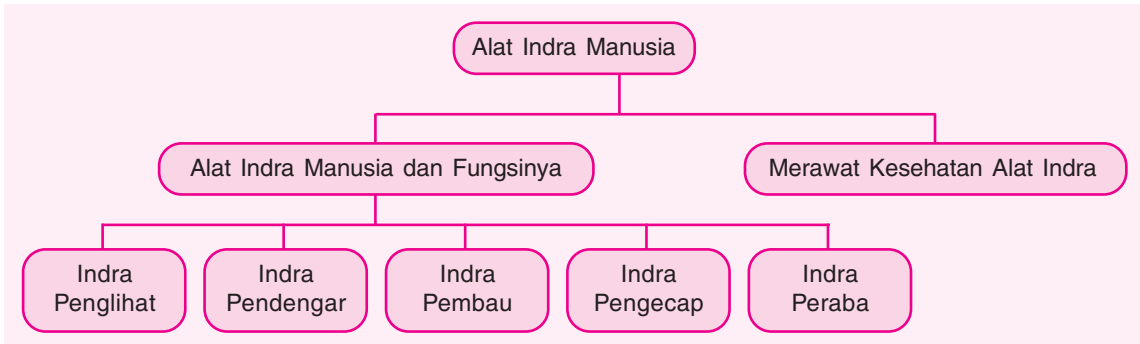 Alat Indra Manusia
Alat Indra Manusia dan Fungsinya
Merawat Kesehatan Alat Indra
Indra
Penglihat
Indra
Pendengar
Indra
Pembau
Indra
Pengecap
Indra
Peraba